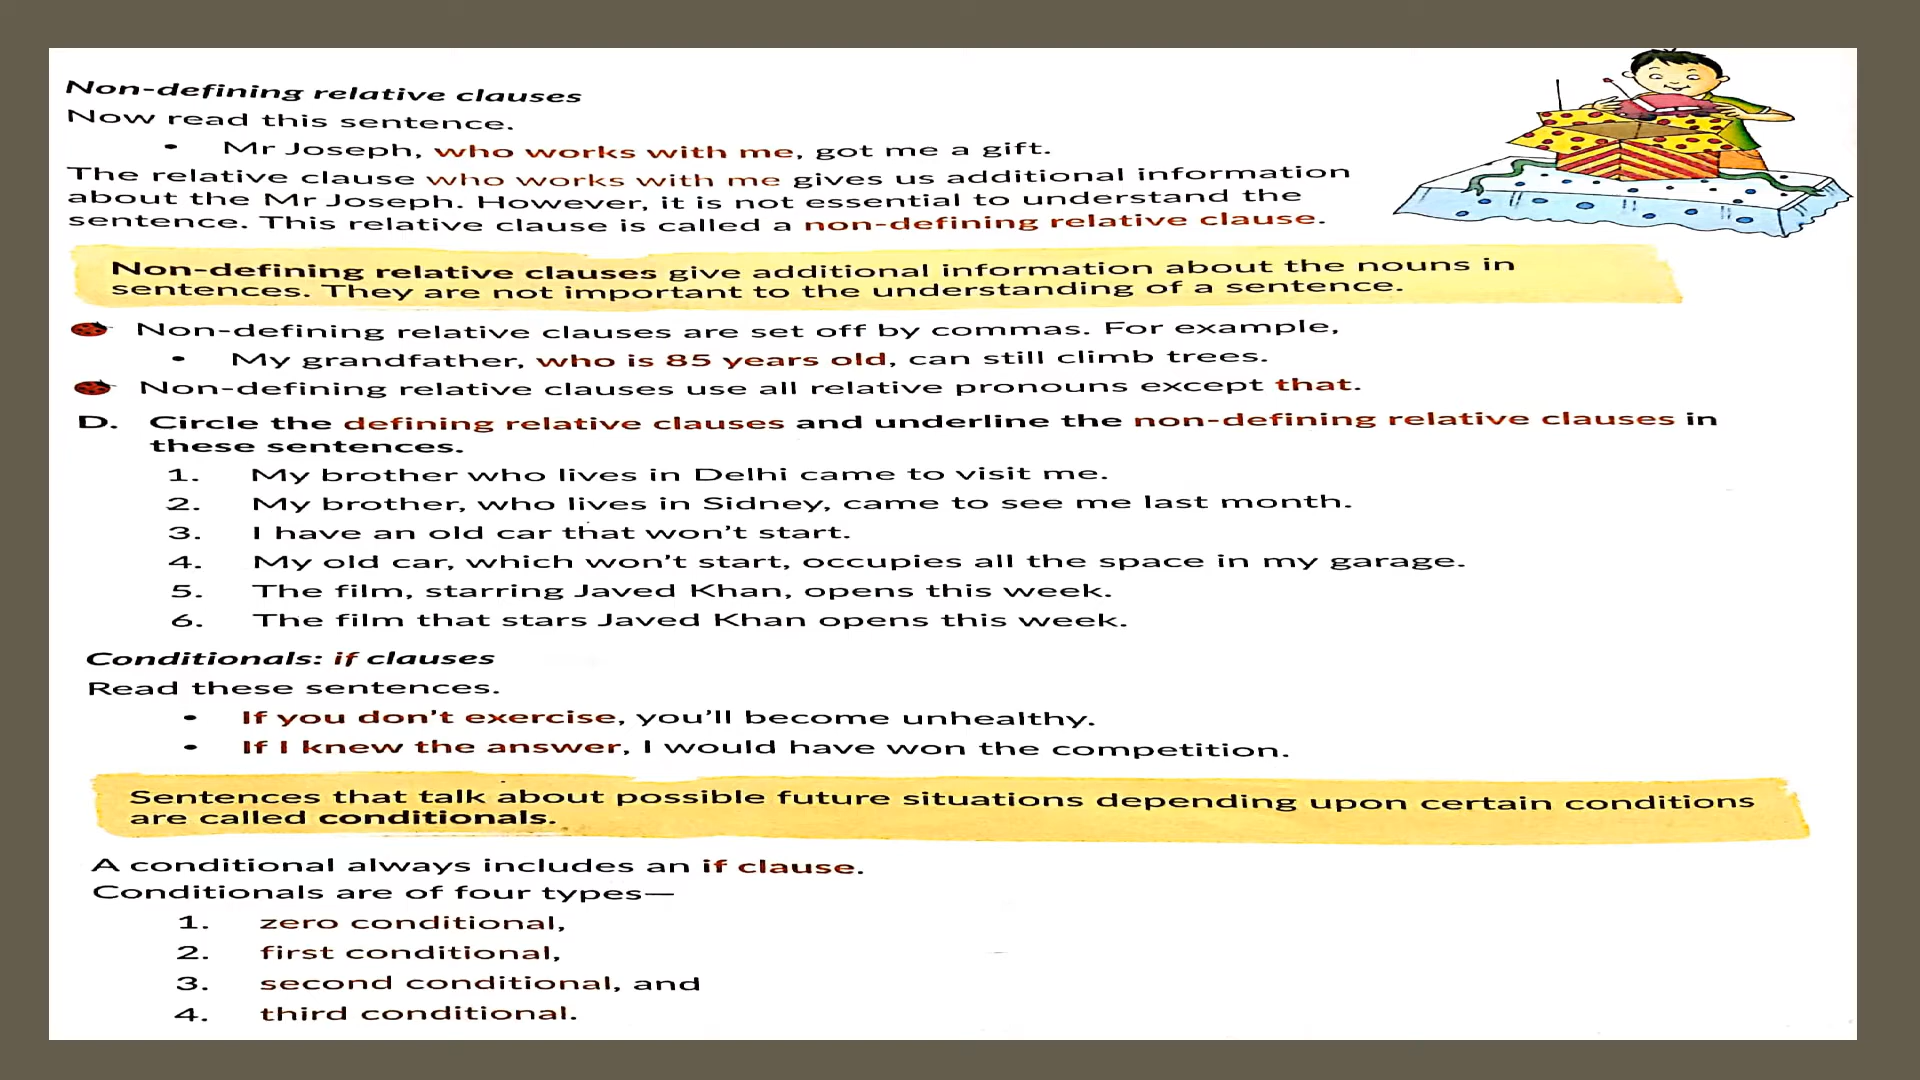 Non-defining relative clauses
Now read this sentence.
• Mr Joseph, who works with me, got me a gift.
The relative clause who works with me gives us additional information
about the Mr Joseph. However, it is not essential to understand the
sentence. This relative clause is called a non-defining relative clause.
Non-defining relative clauses give additional information about the nouns in
sentences. They are not important to the understanding of a sentence.
Non-defining relative clauses are set off by commas. For example,
• My grandfather, who is 85 years old, can still climb trees.
Non-defining relative clauses use all relative pronouns except that.
D. Circle the defining relative clauses and underline the non-defining relative clauses in
these sentences.
1. My brother who lives in Delhi came to visit me.
2. My brother, who lives in Sidney, came to see me last month.
3. I have an old car that won't start.
4. My old car, which won't start, occupies all the space in my garage.
5. The film, starring Javed Khan, opens this week.
6. The film that stars Javed Khan opens this week.
Conditionals: if clauses
Read these sentences.
• If you don't exercise, you'll become unhealthy.
• If I knew the answer, I would have won the competition.
Sentences that talk about possible future situations depending upon certain conditions
are called conditionals.
A conditional always includes an if clause.
Conditionals are of four types—
1. zero conditional,
2. first conditional,
3. second conditional, and
4. third conditional.